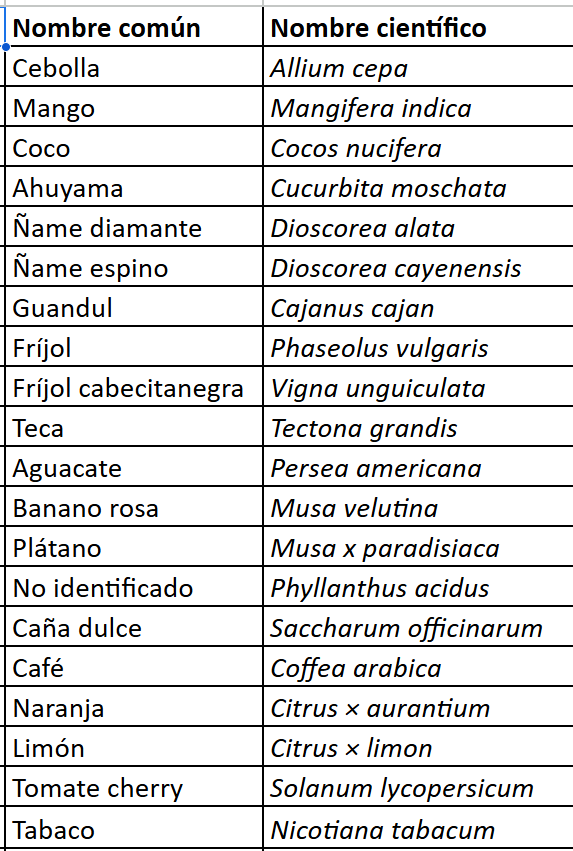 Nombre común Nombre científico
Cebolla Allium cepa
Mango Mangifera indica
Coco Cocos nucifera
Ahuyama Cucurbita moschata
Ñame diamante Dioscorea alata
Ñame espino Dioscorea cayenensis
Guandul Cajanus cajan
Fríjol Phaseolus vulgaris
Fríjol cabecitanegra Vigna unguiculata
Teca Tectona grandis
Aguacate Persea americana
Banano rosa Musa velutina
Plátano Musa x paradisiaca
No identificado Phyllanthus acidus
Caña dulce Saccharum officinarum
Café Coffea arabica
Naranja Citrus × aurantium
Limón Citrus × limon
Tomate cherry Solanum lycopersicum
Tabaco Nicotiana tabacum